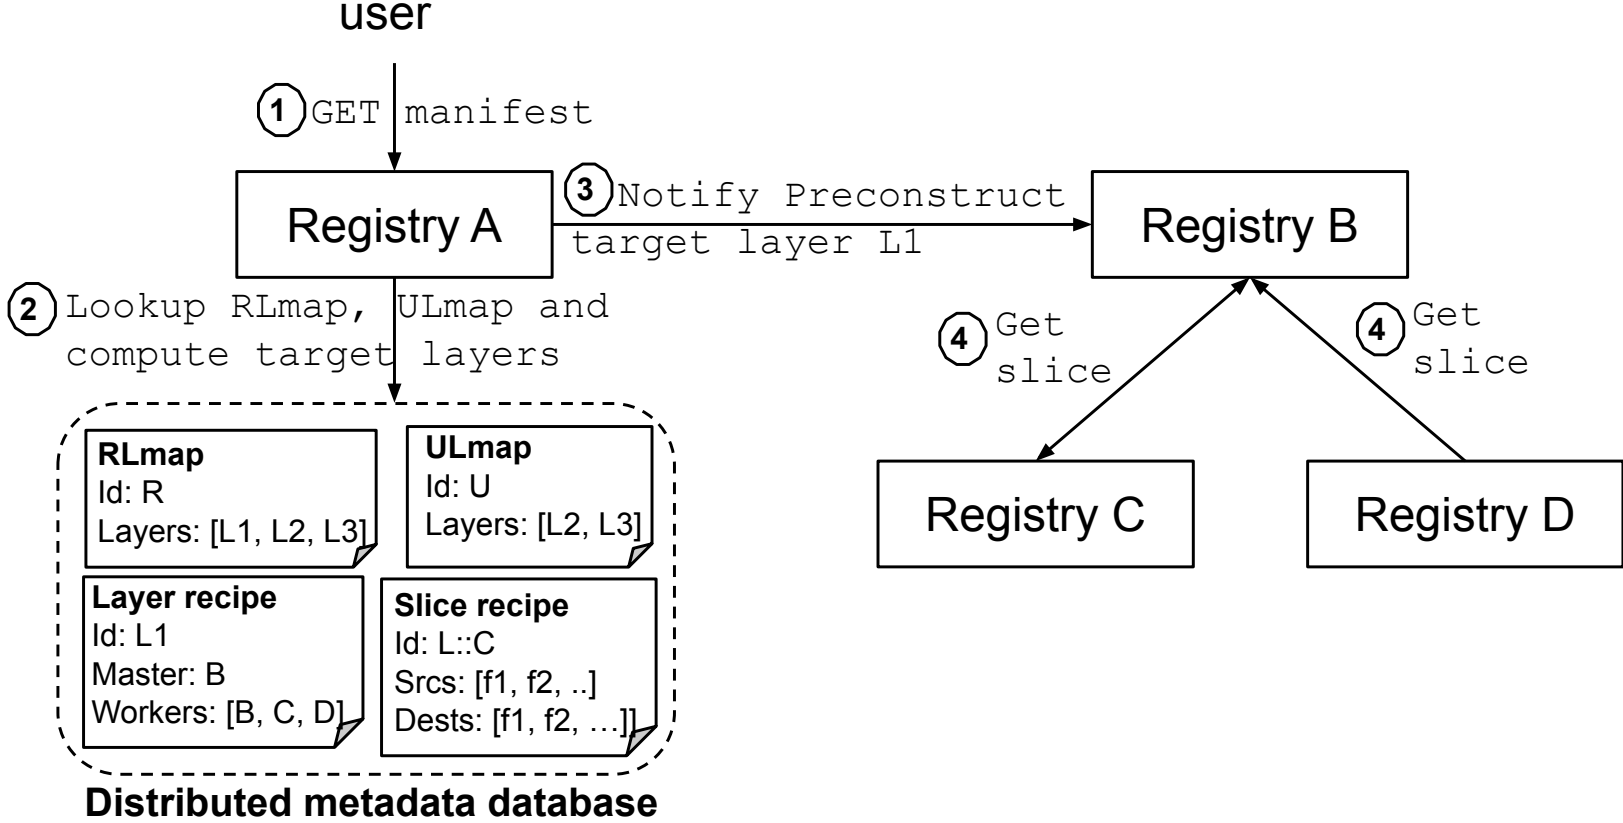 user
1 GET manifest
Registry A
3 Notify Preconstruct
target layer L1
Registry B
2 Lookup RLmap, ULmap and
compute target layers
4 Get
slice
4 Get
slice
Registry C
Registry D
RLmap
Id: R
Layers: [L1, L2, L3]
ULmap
Id: U
Layers: [L2, L3]
Layer recipe
Id: L1
Master: B
Workers: [B, C, D]
Slice recipe
Id: L::C
Srcs: [f1, f2, ..]
Dests: [f1, f2, …]]
Distributed metadata database